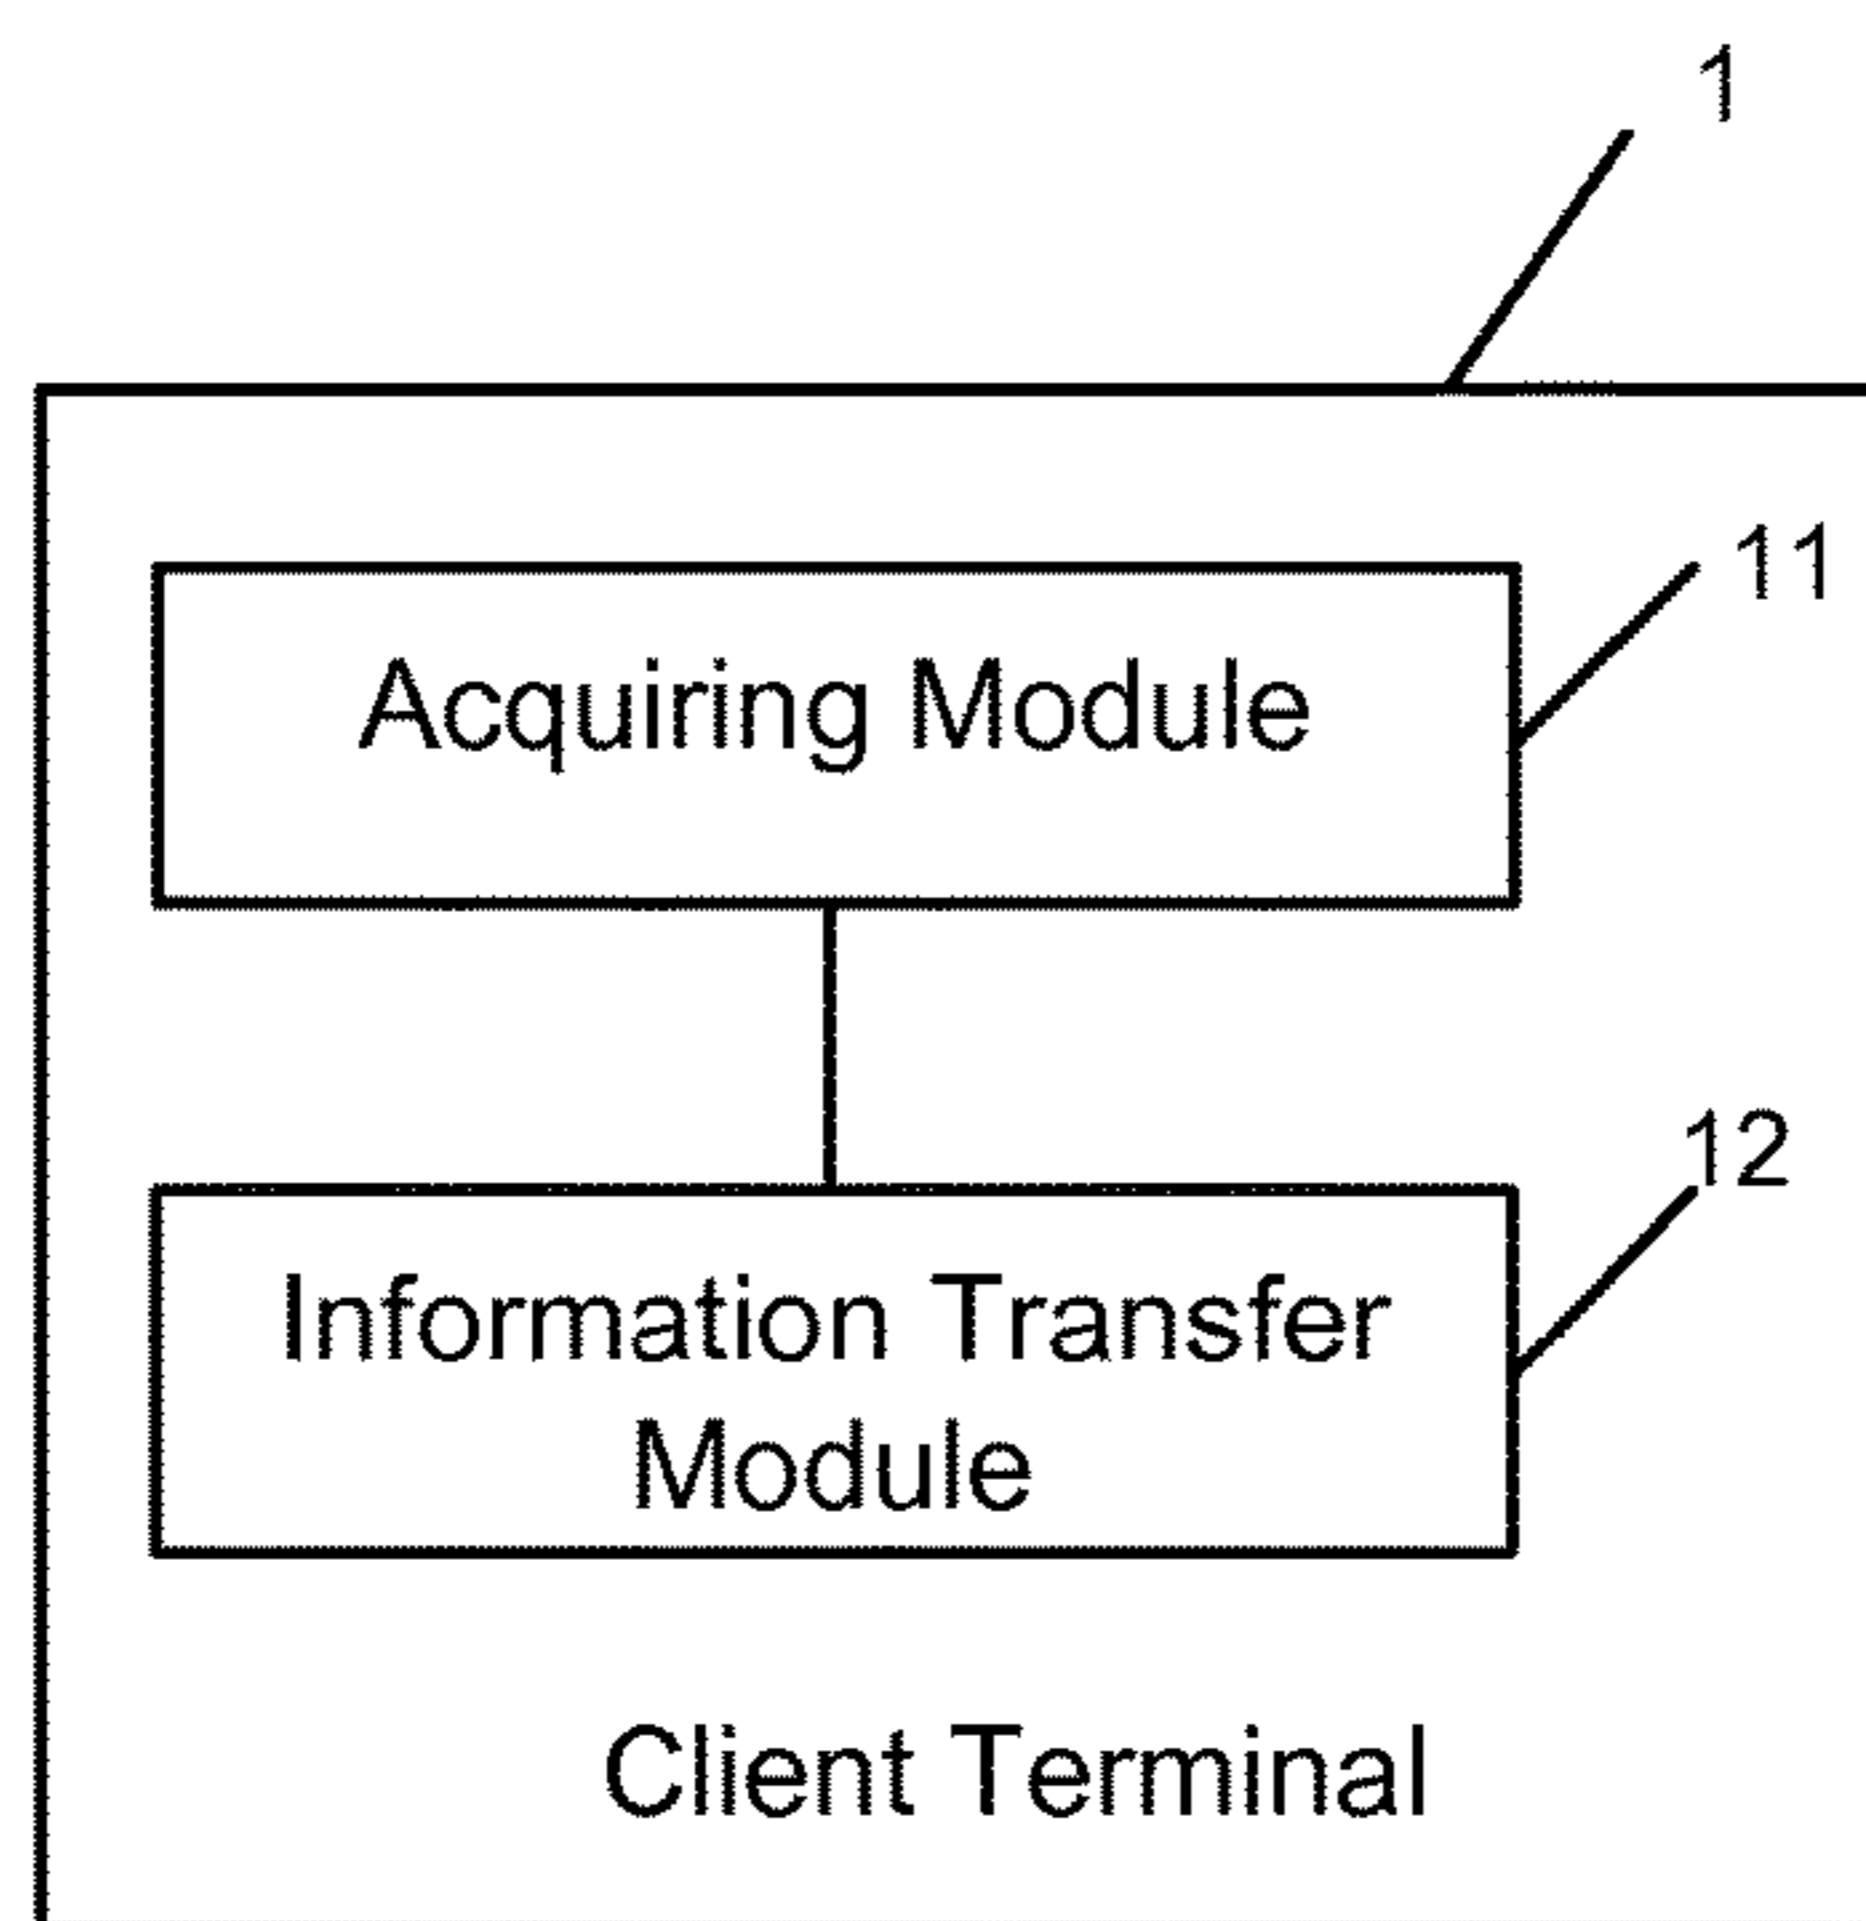 1
11
Acquiring Module
12
Information Transfer
Module
Client Terminal